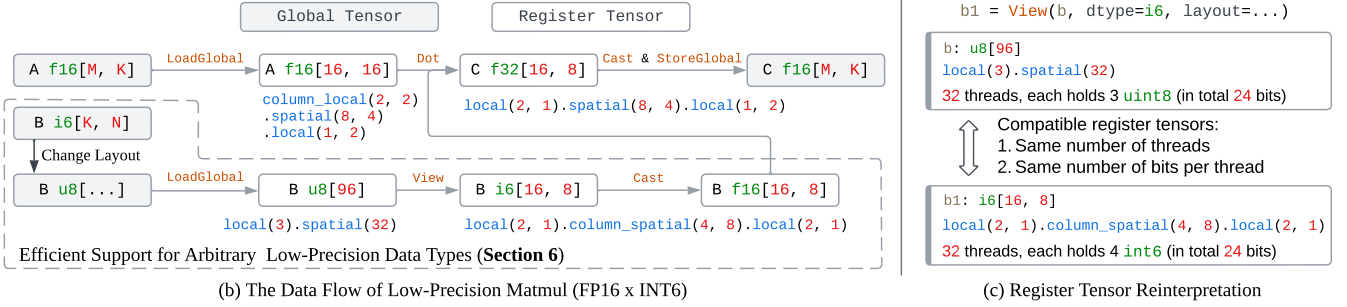 Global Tensor
Register Tensor
A f16[M, K]
LoadGlobal
A f16[16, 16]
Dot
C f32[16, 8]
Cast & StoreGlobal
C f16[M, K]
column_local(2, 2)
.spatial(8, 4)
.local(1, 2)
local(2, 1).spatial(8, 4).local(1, 2)
B i6[K, N]
Change Layout
B u8[...]
LoadGlobal
B u8[96]
View
B i6[16, 8]
Cast
B f16[16, 8]
local(3).spatial(32)
local(2, 1).column_spatial(4, 8).local(2, 1)
Efficient Support for Arbitrary Low-Precision Data Types (Section 6)
(b) The Data Flow of Low-Precision Matmul (FP16 x INT6)
b1 = View(b, dtype=i6, layout=...)
b: u8[96]
local(3).spatial(32)
32 threads, each holds 3 uint8 (in total 24 bits)
Compatible register tensors:
1. Same number of threads
2. Same number of bits per thread
b1: i6[16, 8]
local(2, 1).column_spatial(4, 8).local(2, 1)
32 threads, each holds 4 int6 (in total 24 bits)
(c) Register Tensor Reinterpretation